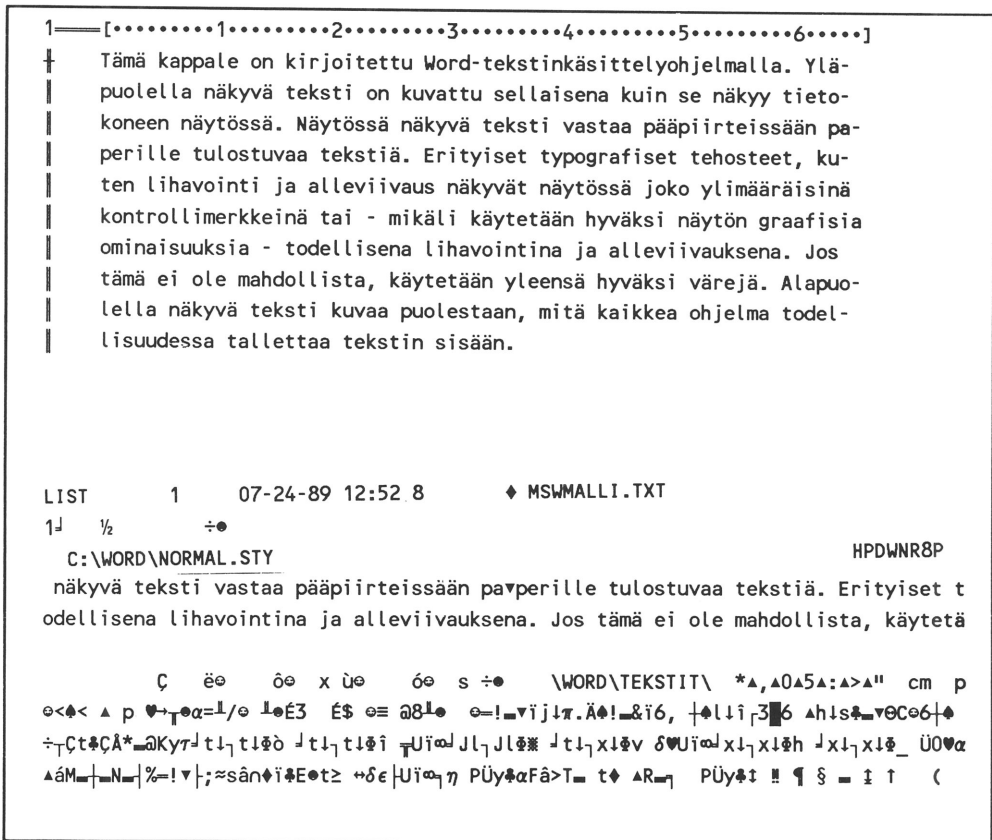 1════[•••••••••1•••••••••2•••••••••3•••••••••4•••••••••5•••••••••6•••••]
Tämä kappale on kirjoitettu Word-tekstinkäsittelyohjelmalla. Ylä-
puolella näkyvä teksti on kuvattu sellaisena kuin se näkyy tieto-
koneen näytössä. Näytössä näkyvä teksti vastaa pääpiirteissään pa-
perille tulostuvaa tekstiä. Erityiset typografiset tehosteet, ku-
ten lihavointi ja alleviivaus näkyvät näytössä joko ylimääräisinä
kontrollimerkkeinä tai - mikäli käytetään hyväksi näytön graafisia
ominaisuuksia - todellisena lihavointina ja alleviivauksena. Jos
tämä ei ole mahdollista, käytetään yleensä hyväksi värejä. Alapuo-
lella näkyvä teksti kuvaa puolestaan, mitä kaikkea ohjelma todel-
lisuudessa tallettaa tekstin sisään.
LIST 1 07-24-89 12:52 8 ♦ MSWMALLI.TXT
1╛ ½ ÷☻
C:\WORD\NORMAL.STY HPDWNR8P
näkyvä teksti vastaa pääpiirteissään pa▼perille tulostuvaa tekstiä. Erityiset t
odellisena lihavointina ja alleviivauksena. Jos tämä ei ole mahdollista, käytetä
Ç ë☺ ô☺ x ù☺ ó☺ s ÷☻ \WORD\TEKSTIT\ *▲,▲0▲5▲:▲>▲" cm p